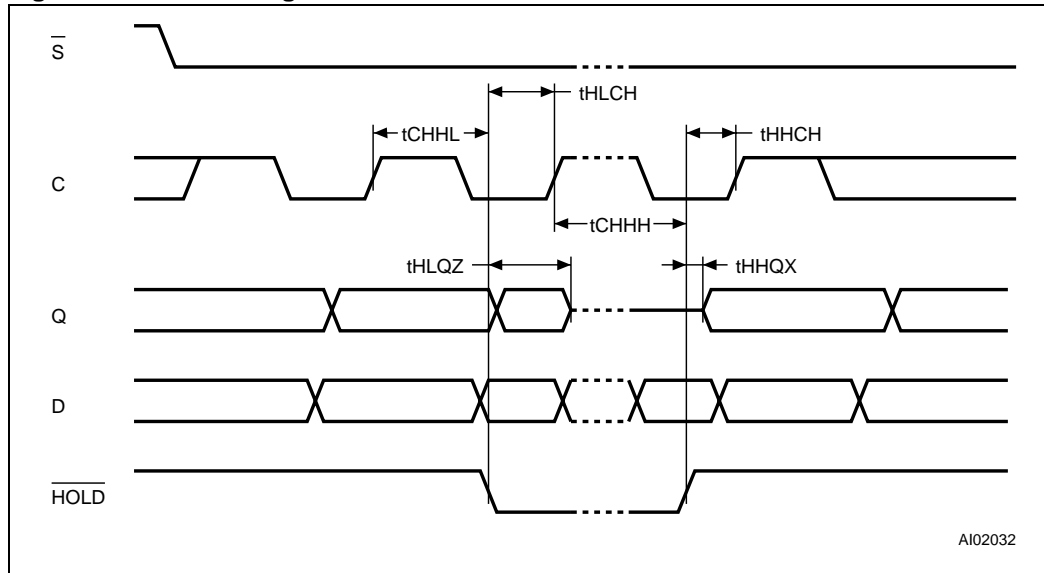 S
tHLCH
tCHHL
tHHCH
C
tCHHH
tHLQZ
tHHQX
Q
D
HOLD
AI02032